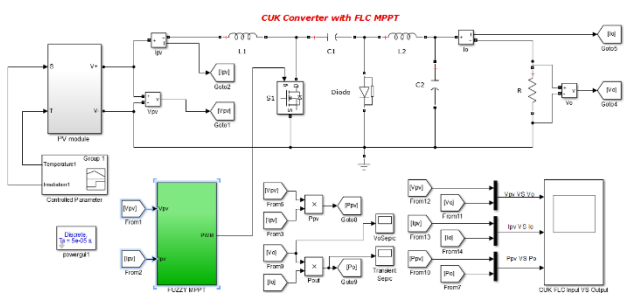 CUK Converter with FLC MPPT
Ipv
L1
C1
L2
Io
[Io]
Goto5
[Ipv]
Goto2
S
V+
T
V-
PV module
Vpv
[Vpv]
Goto1
S1
Diode
C2
R
Vo
[Vo]
Goto4
Group 1
Temperature1
Insolation1
Controlled Parameter
Discrete,
Ts = 5e-05 s.
powergui1
[Vpv]
From1
Vpv
[Ipv]
From2
Ipv
PWM
FUZZY MPPT
[Vpv]
From6
[Ipv]
From3
Ppv
[Ppv]
Goto8
[Vo]
From9
[Io]
Pout
[Po]
Goto9
VoSepic
Transient
Sepic
[Vpv]
From12
[Vo]
From11
Vpv VS Vo
[Ipv]
From13
[Io]
From14
Ipv VS Io
[Ppv]
From10
[Po]
From7
Ppv VS Po
CUK FLC Input VS Output